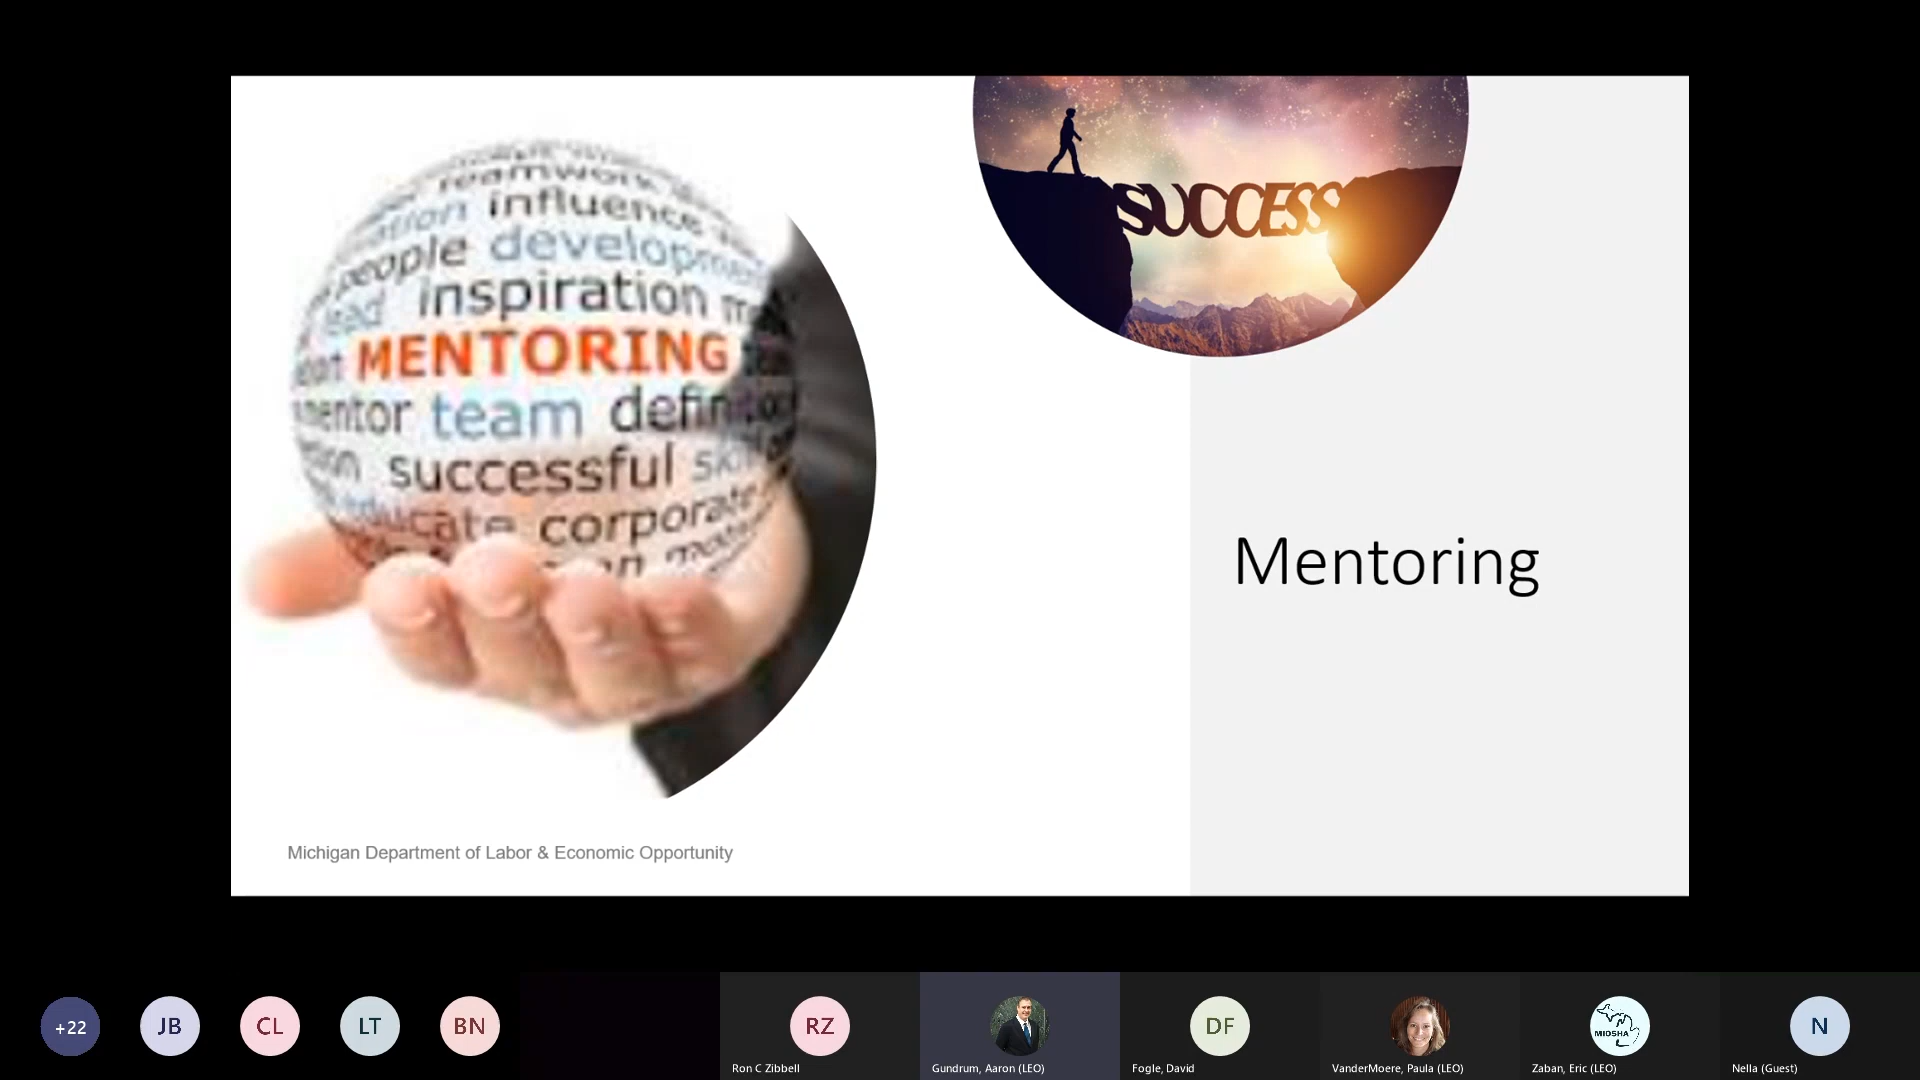 teamwork
influence
people
inspiration
MENTORING
team
successful
corporate
SUCCESS
Mentoring
Michigan Department of Labor & Economic Opportunity
+22
JB
CL
LT
BN
RZ
DF
MIOSHA
N
Ron C Zibbell
Gundrum, Aaron (LEO)
Fogle, David
VanderMoere, Paula (LEO)
Zaban, Eric (LEO)
Nella (Guest)